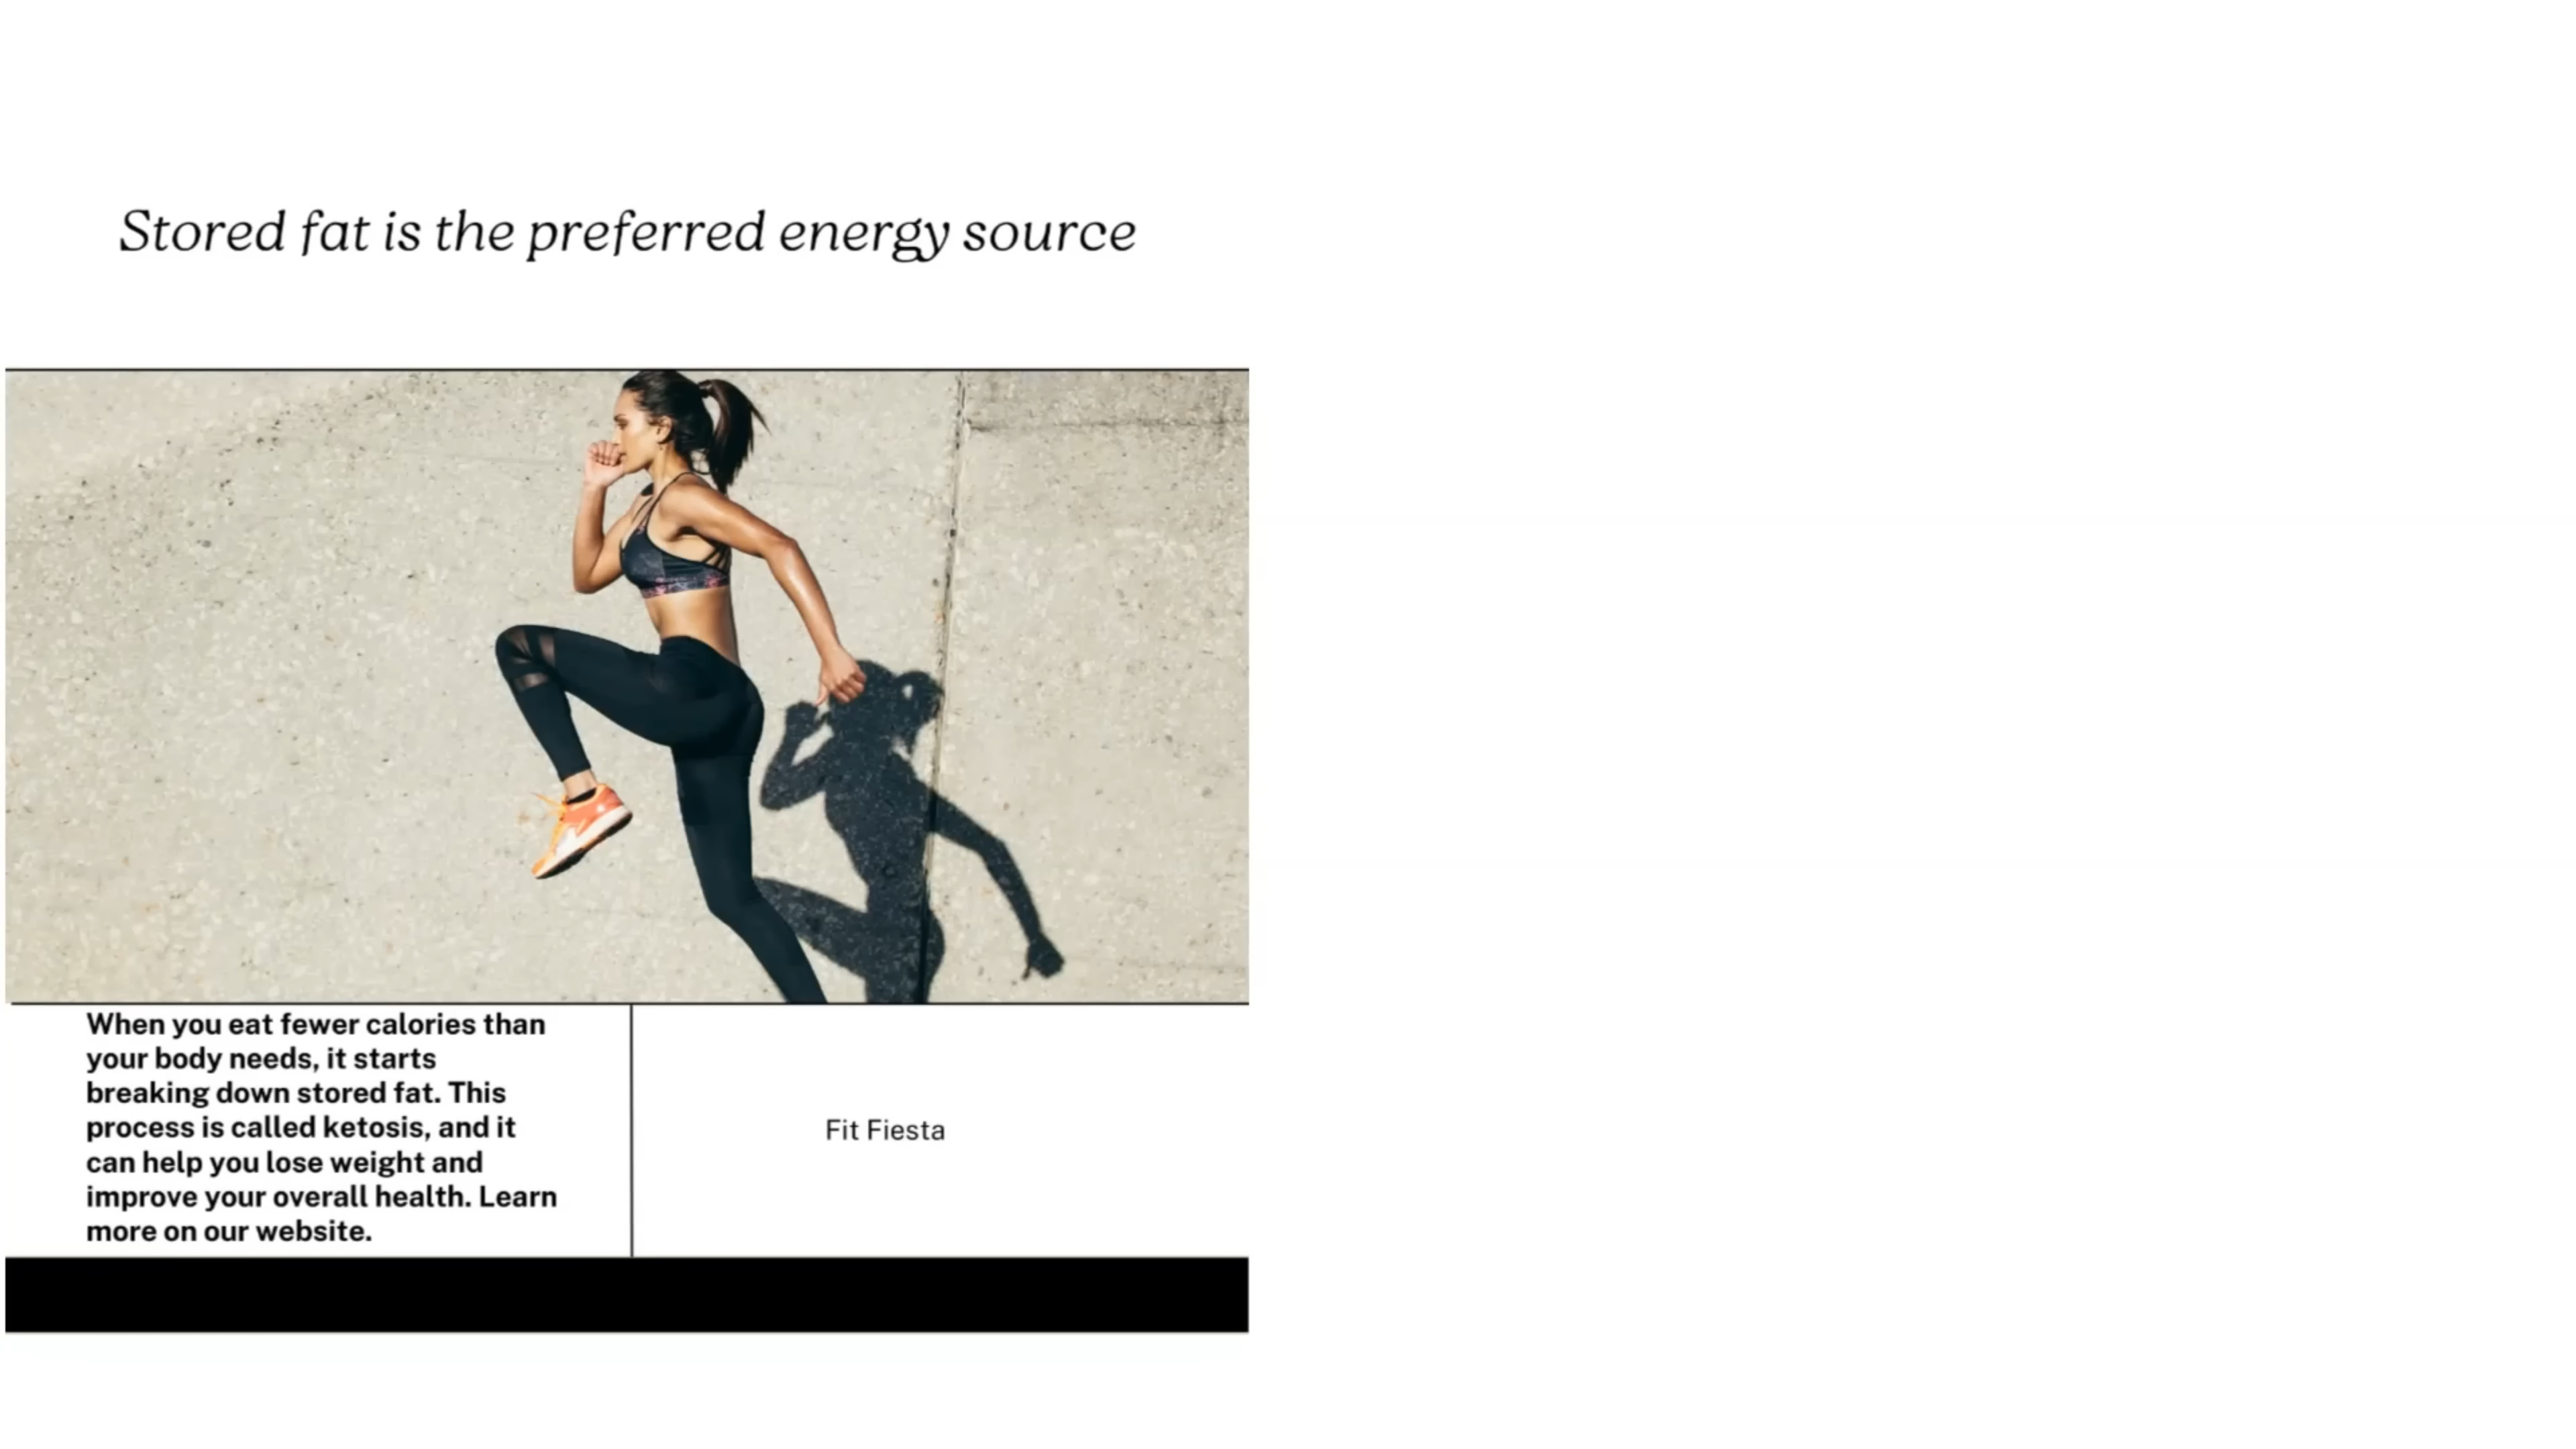 Stored fat is the preferred energy source
When you eat fewer calories than
your body needs, it starts
breaking down stored fat. This
process is called ketosis, and it
can help you lose weight and
improve your overall health. Learn
more on our website.
Fit Fiesta